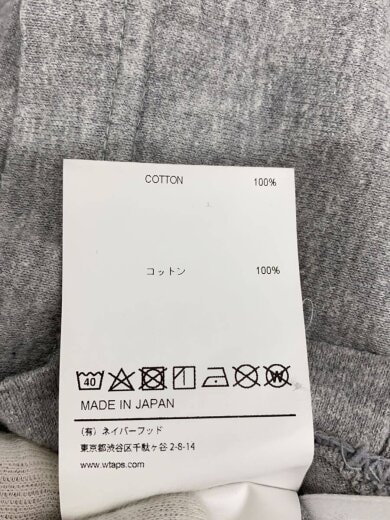 COTTON 100%
コットン 100%
40 W
MADE IN JAPAN
(有) ネイバーフッド
東京都渋谷区千駄ヶ谷 2-8-14
www.wtaps.com